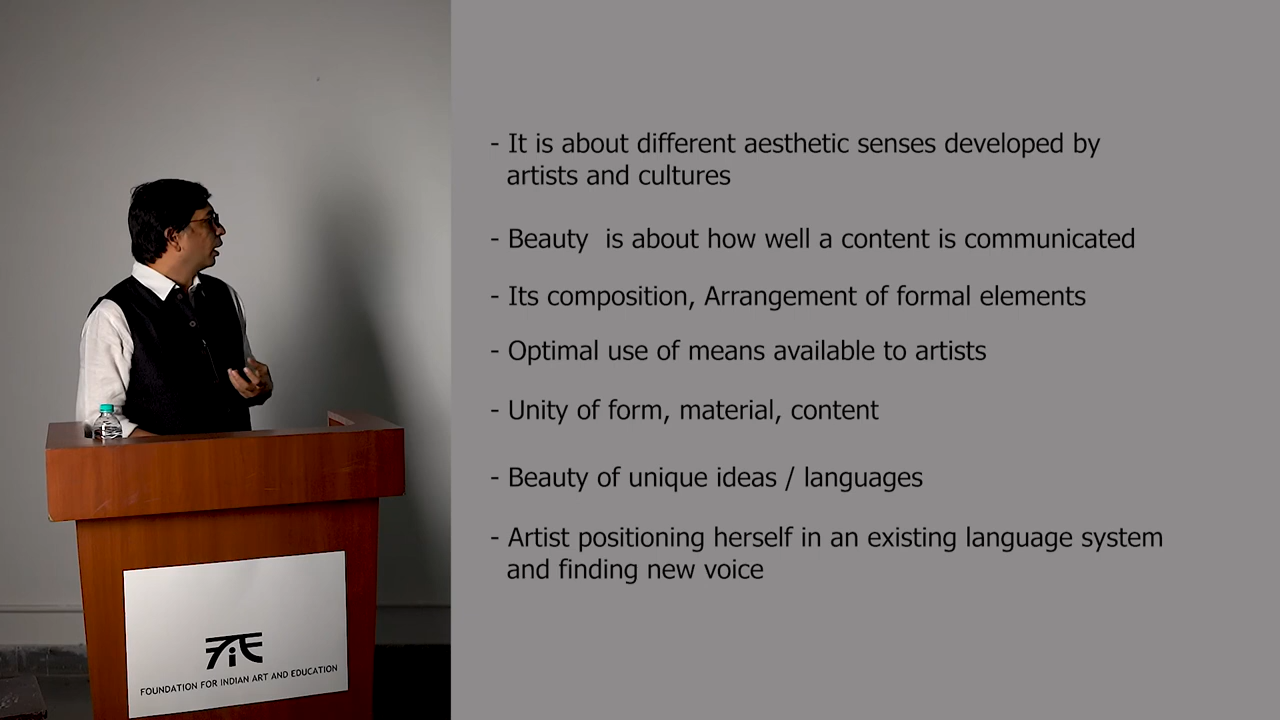 - It is about different aesthetic senses developed by
artists and cultures
- Beauty  is about how well a content is communicated
- Its composition, Arrangement of formal elements
- Optimal use of means available to artists
- Unity of form, material, content
- Beauty of unique ideas / languages
- Artist positioning herself in an existing language system
and finding new voice
FIE
FOUNDATION FOR INDIAN ART AND EDUCATION